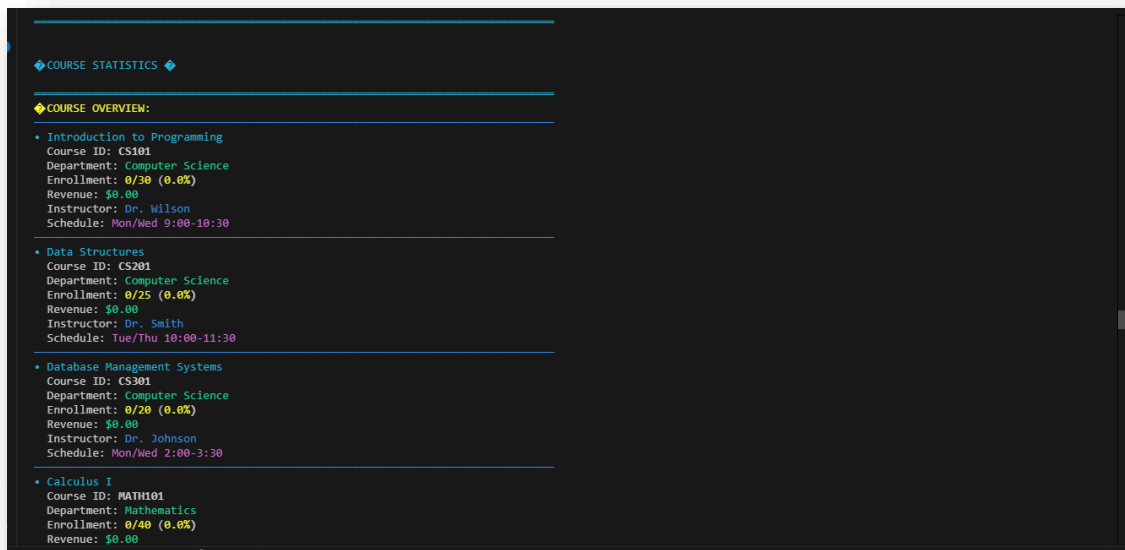 �COURSE STATISTICS �
�COURSE OVERVIEW:
• Introduction to Programming
Course ID: CS101
Department: Computer Science
Enrollment: 0/30 (0.0%)
Revenue: $0.00
Instructor: Dr. Wilson
Schedule: Mon/Wed 9:00-10:30
• Data Structures
Course ID: CS201
Department: Computer Science
Enrollment: 0/25 (0.0%)
Revenue: $0.00
Instructor: Dr. Smith
Schedule: Tue/Thu 10:00-11:30
• Database Management Systems
Course ID: CS301
Department: Computer Science
Enrollment: 0/20 (0.0%)
Revenue: $0.00
Instructor: Dr. Johnson
Schedule: Mon/Wed 2:00-3:30
• Calculus I
Course ID: MATH101
Department: Mathematics
Enrollment: 0/40 (0.0%)
Revenue: $0.00